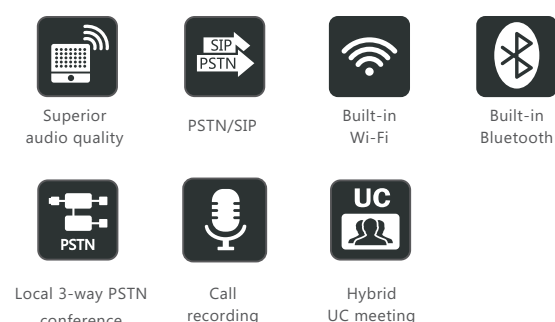 SIP
PSTN
Superior
audio quality
PSTN/SIP
Built-in
Wi-Fi
Built-in
Bluetooth
PSTN
UC
Local 3-way PSTN
conference
Call
recording
Hybrid
UC meeting